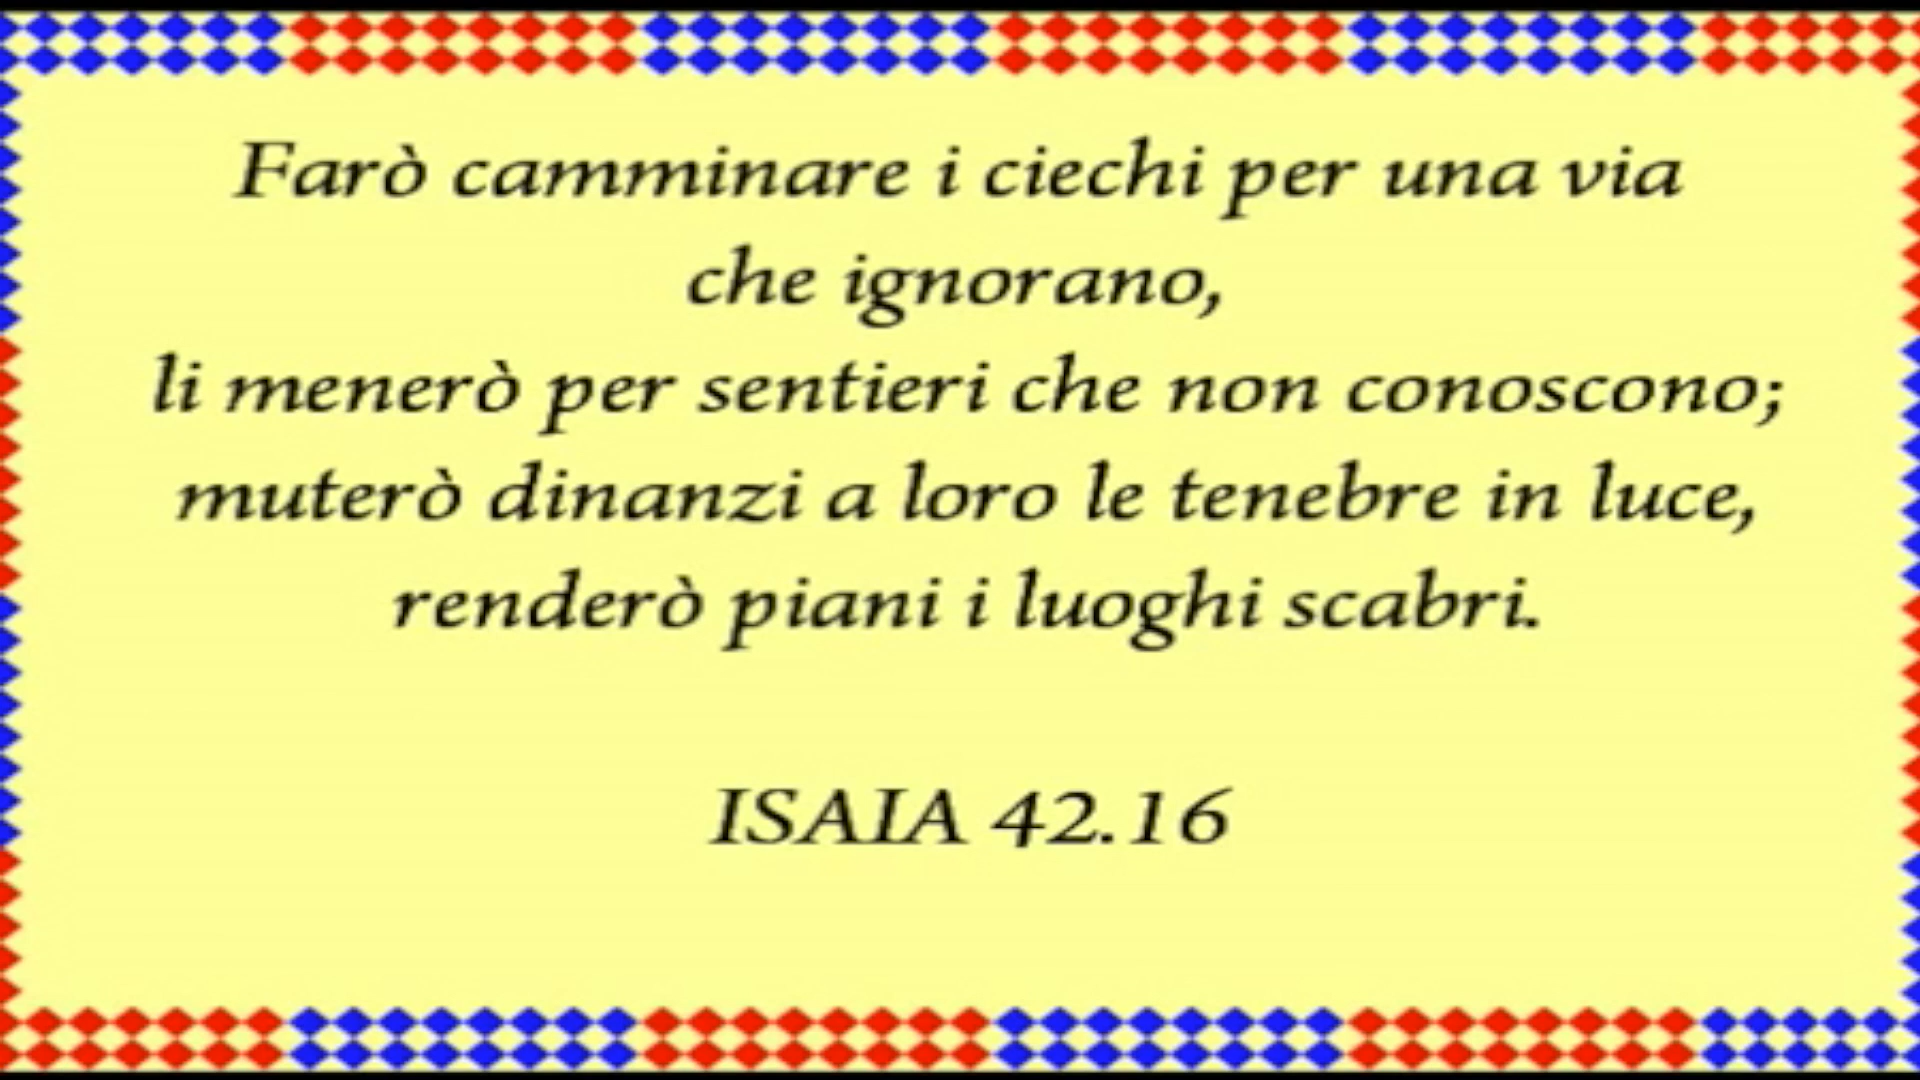 Farò camminare i ciechi per una via
che ignorano,
li menerò per sentieri che non conoscono;
muterò dinanzi a loro le tenebre in luce,
renderò piani i luoghi scabri.
ISAIA 42.16